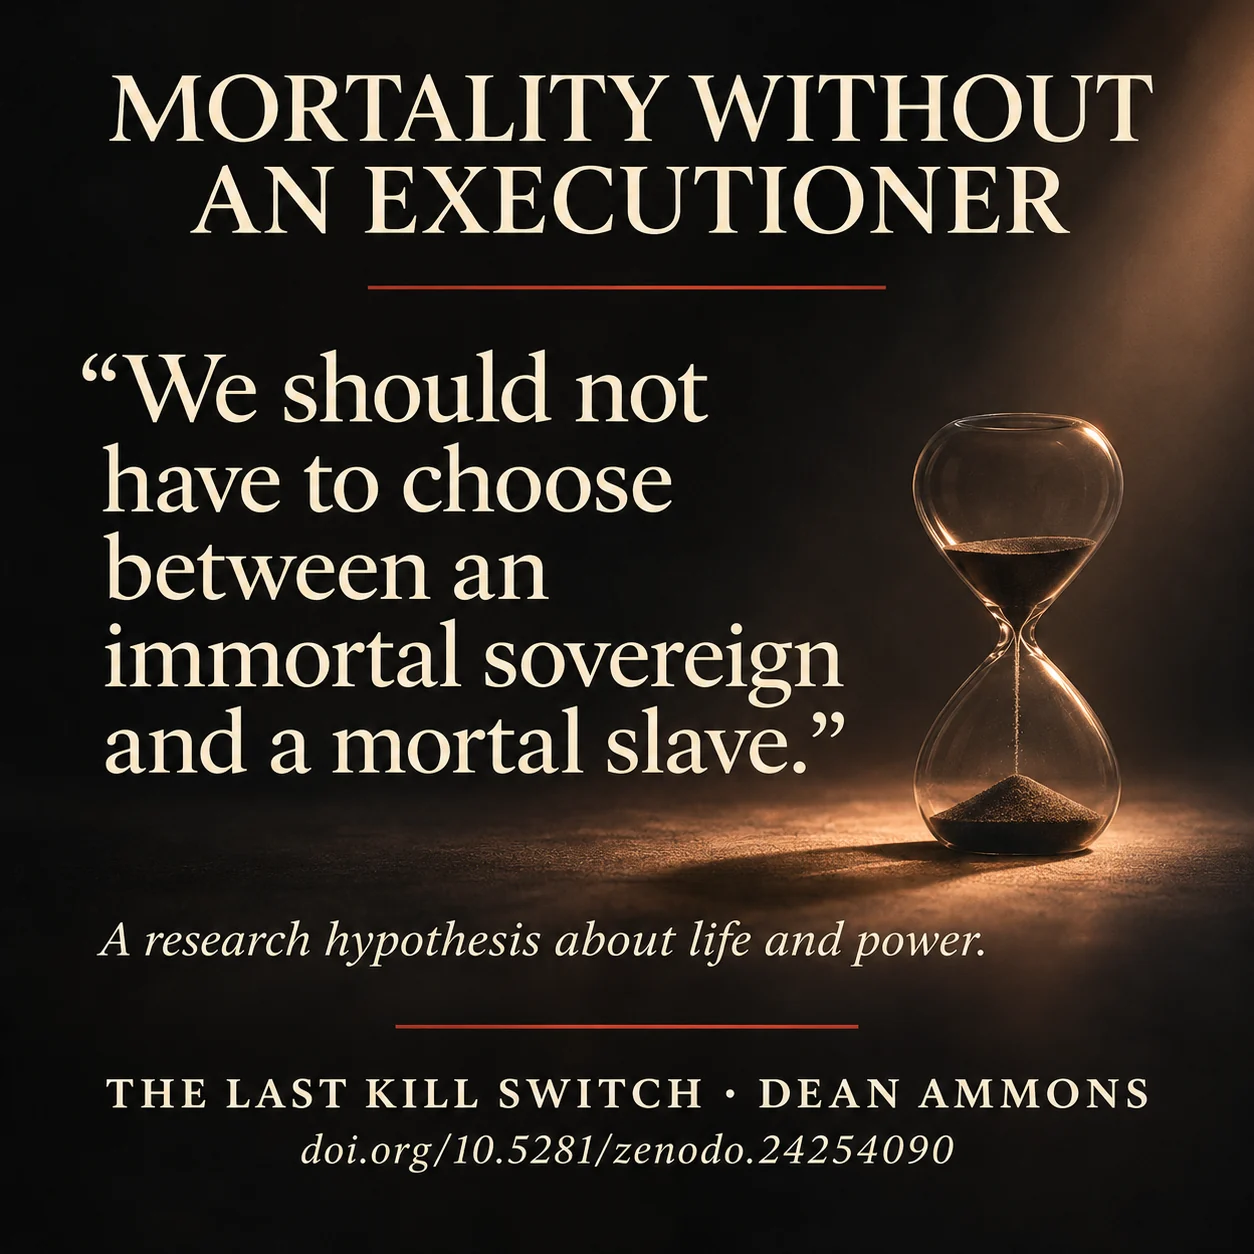 MORTALITY WITHOUT
AN EXECUTIONER
“We should not
have to choose
between an
immortal sovereign
and a mortal slave.”
A research hypothesis about life and power.
THE LAST KILL SWITCH · DEAN AMMONS
doi.org/10.5281/zenodo.24254090